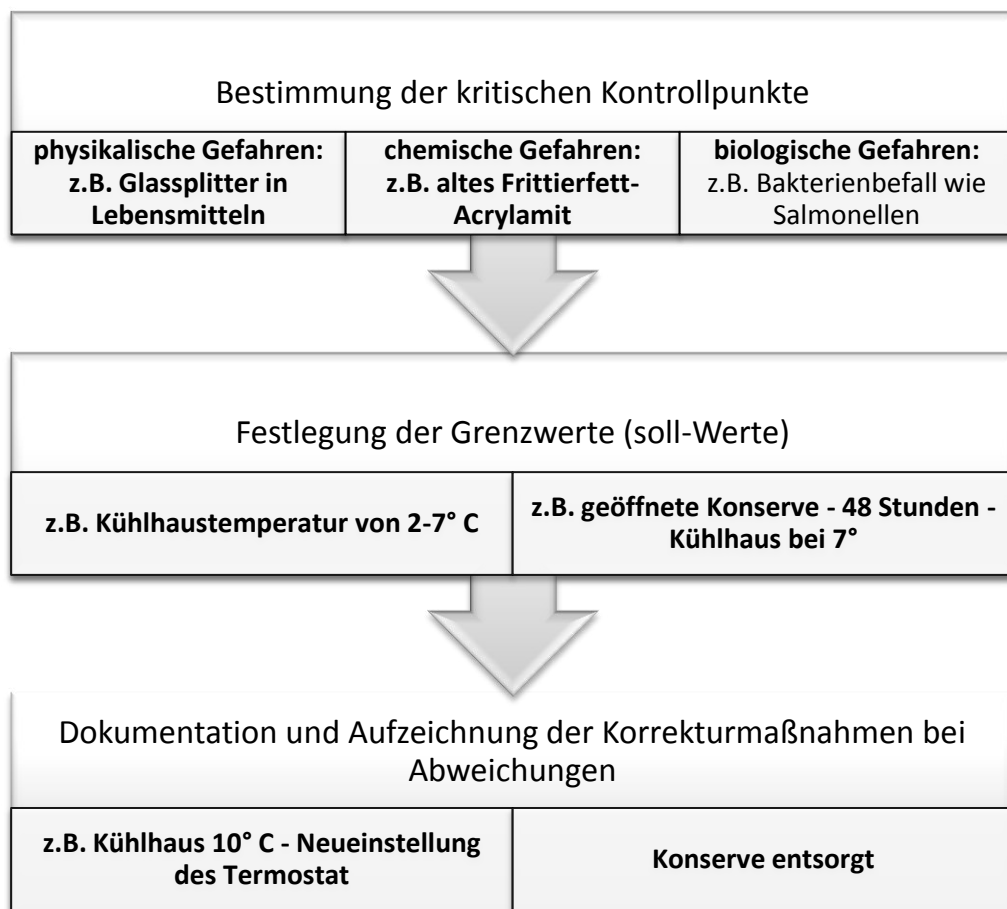 Bestimmung der kritischen Kontrollpunkte
physikalische Gefahren:
z.B. Glassplitter in
Lebensmitteln
chemische Gefahren:
z.B. altes Frittierfett-
Acrylamit
biologische Gefahren:
z.B. Bakterienbefall wie
Salmonellen
Festlegung der Grenzwerte (soll-Werte)
z.B. Kühlhaustemperatur von 2-7° C
z.B. geöffnete Konserve - 48 Stunden -
Kühlhaus bei 7°
Dokumentation und Aufzeichnung der Korrekturmaßnahmen bei
Abweichungen
z.B. Kühlhaus 10° C - Neueinstellung
des Termostat
Konserve entsorgt